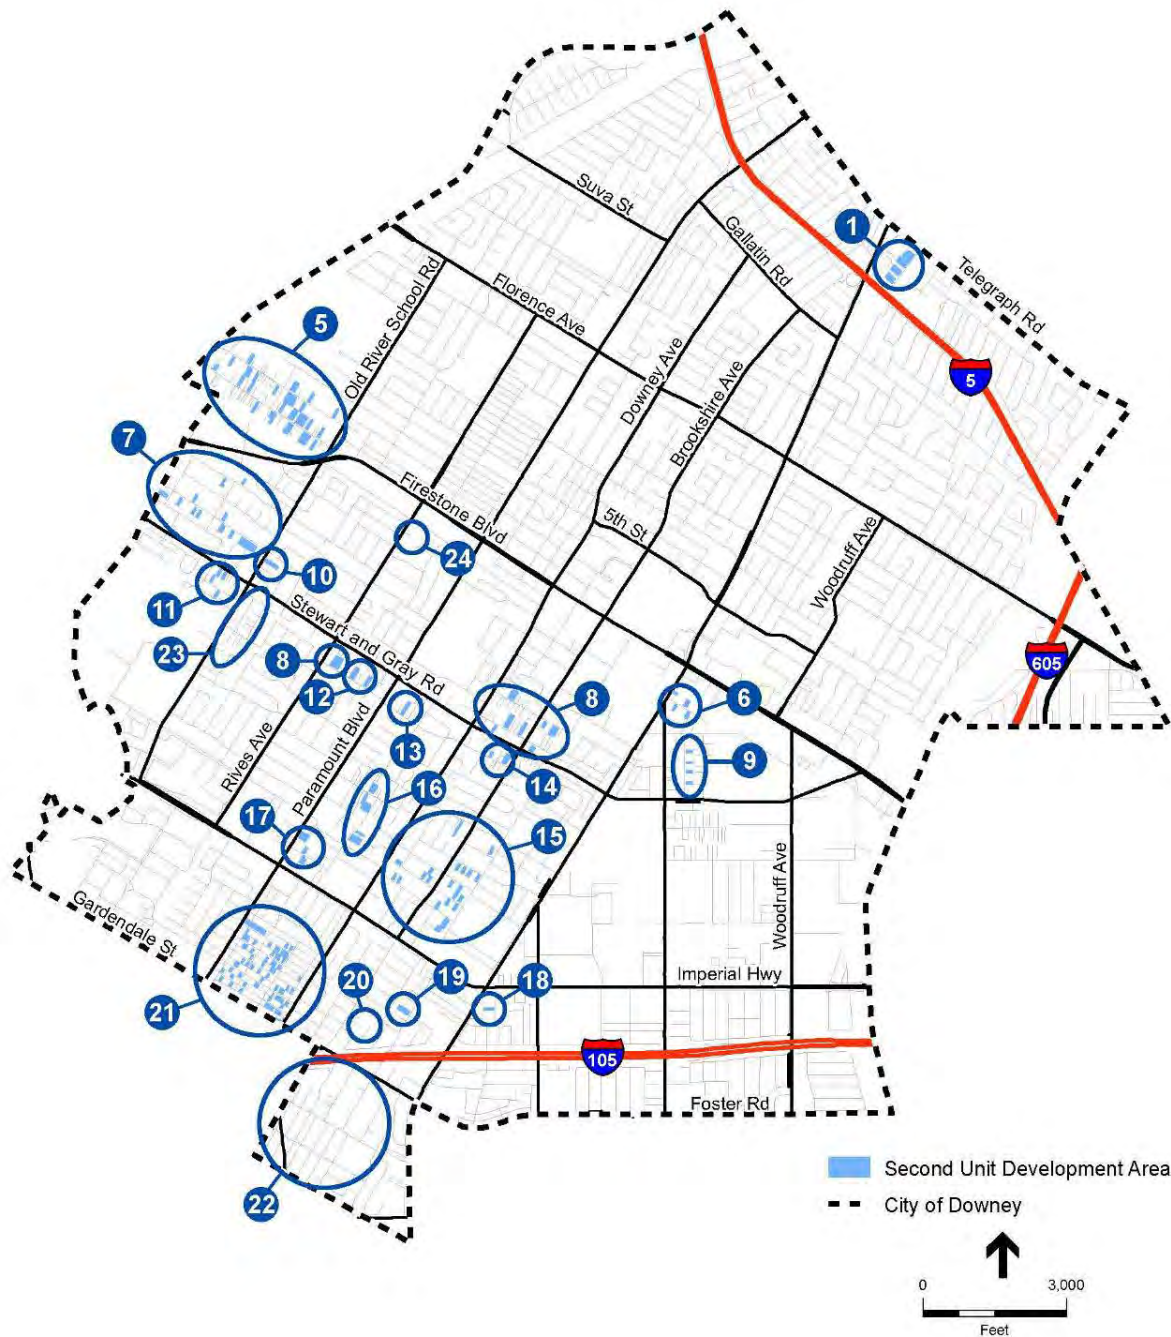 Suva St
Gallatin Rd
1
Telegraph Rd
Old River School Rd
Florence Ave
5
5
Downey Ave
Brookshire Ave
7
Firestone Blvd
5th St
Woodruff Ave
24
10
11
Stewart and Gray Rd
23
8
12
605
8
6
13
Rives Ave
Paramount Blvd
14
9
16
17
15
Woodruff Ave
Gardendale St
Imperial Hwy
20
19
18
21
105
Foster Rd
22
Second Unit Development Area
City of Downey
0 3,000
Feet